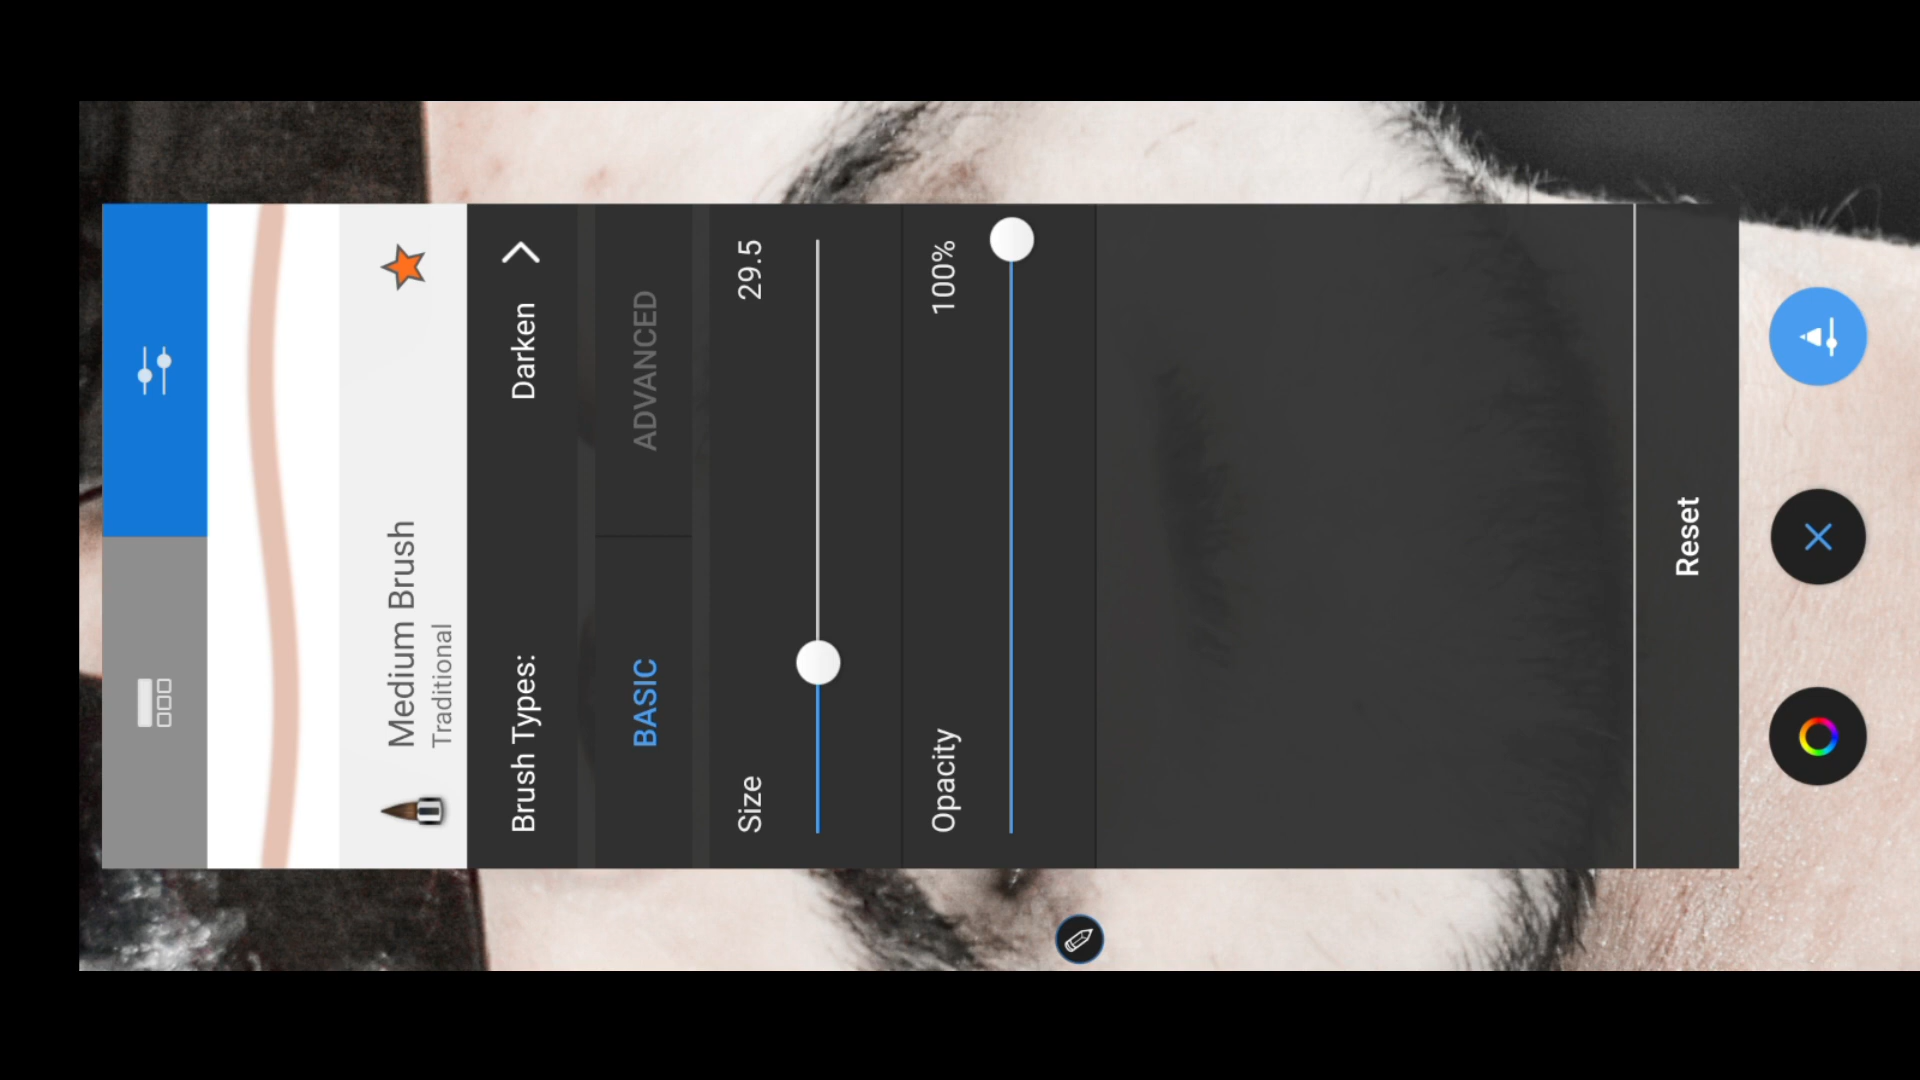 Medium Brush
Traditional
Brush Types: Darken
BASIC ADVANCED
Size 29.5
Opacity 100%
Reset